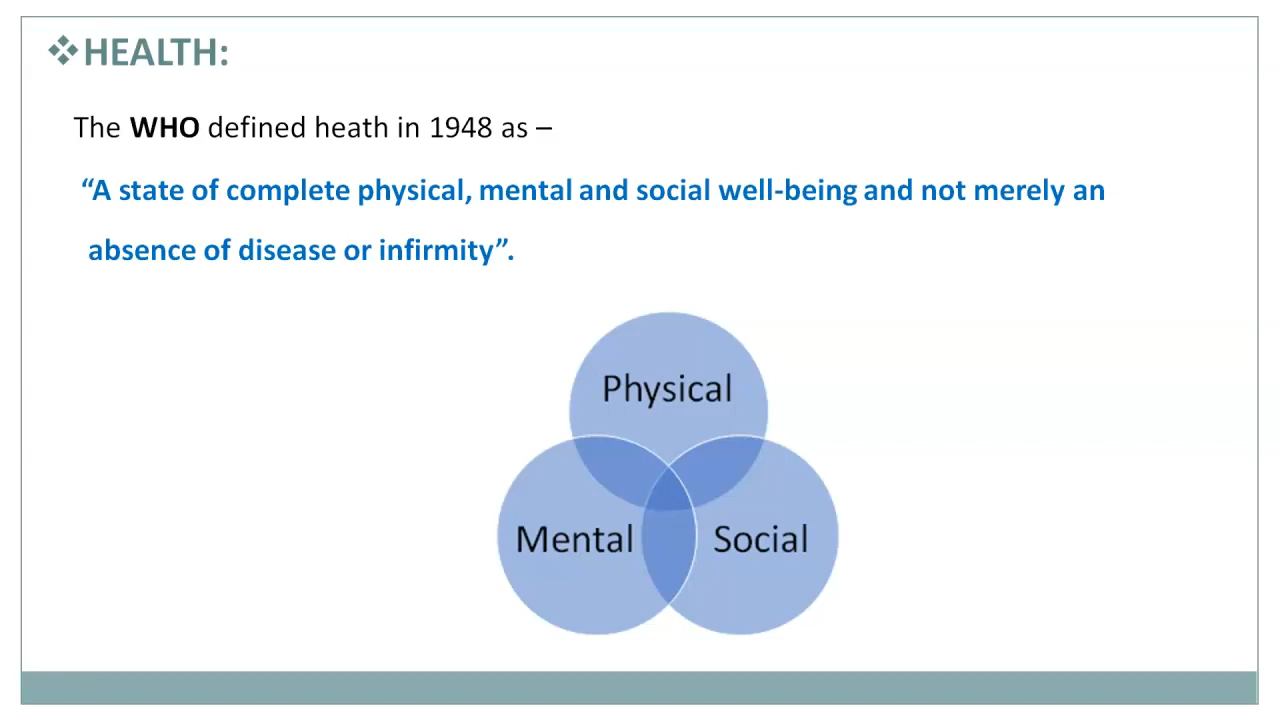 ❖HEALTH:
The WHO defined heath in 1948 as –
“A state of complete physical, mental and social well-being and not merely an
absence of disease or infirmity”.
Physical
Mental Social